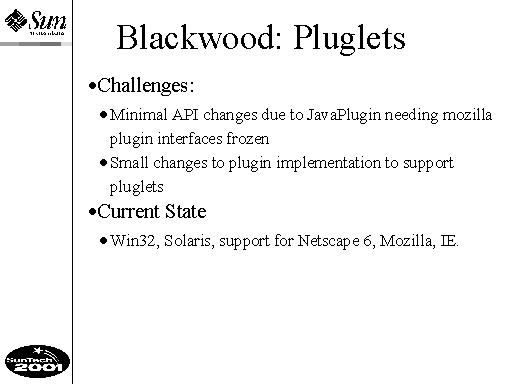 Sun
Blackwood: Pluglets
•Challenges:
•Minimal API changes due to JavaPlugin needing mozilla
plugin interfaces frozen
•Small changes to plugin implementation to support
pluglets
•Current State
•Win32, Solaris, support for Netscape 6, Mozilla, IE.
SunTech
2001